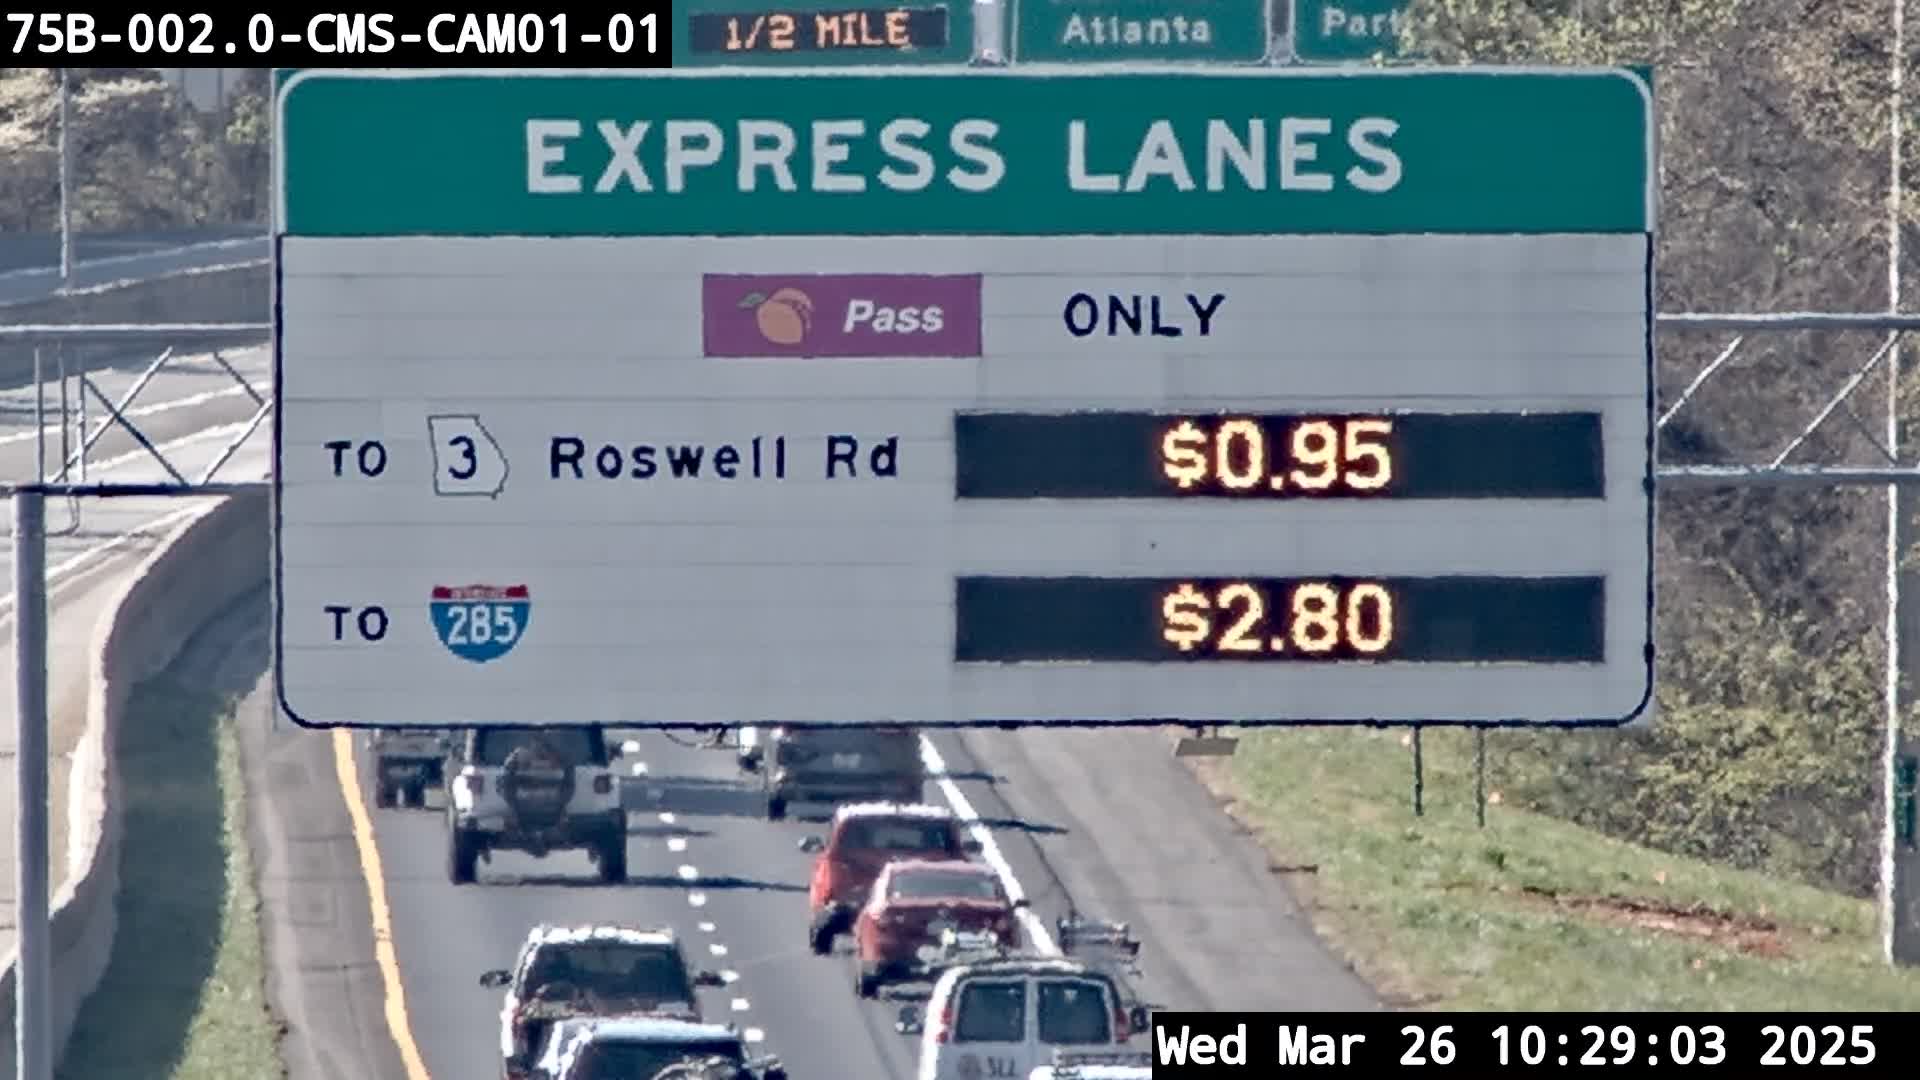 75B-002.0-CMS-CAM01-01
1/2 MILE
Atlanta
EXPRESS LANES
Pass ONLY
TO 3 Roswell Rd $0.95
TO INTERSTATE 285 $2.80
Wed Mar 26 10:29:03 2025